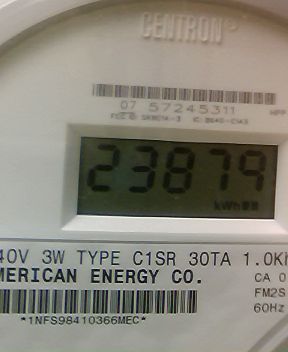 CENTRON®
07 57245311
23879
kWh
40V 3W TYPE C1SR 30TA 1.0Kh
MERICAN ENERGY CO.
CA 0
FM2S
60Hz
*1NFS98410366MEC*